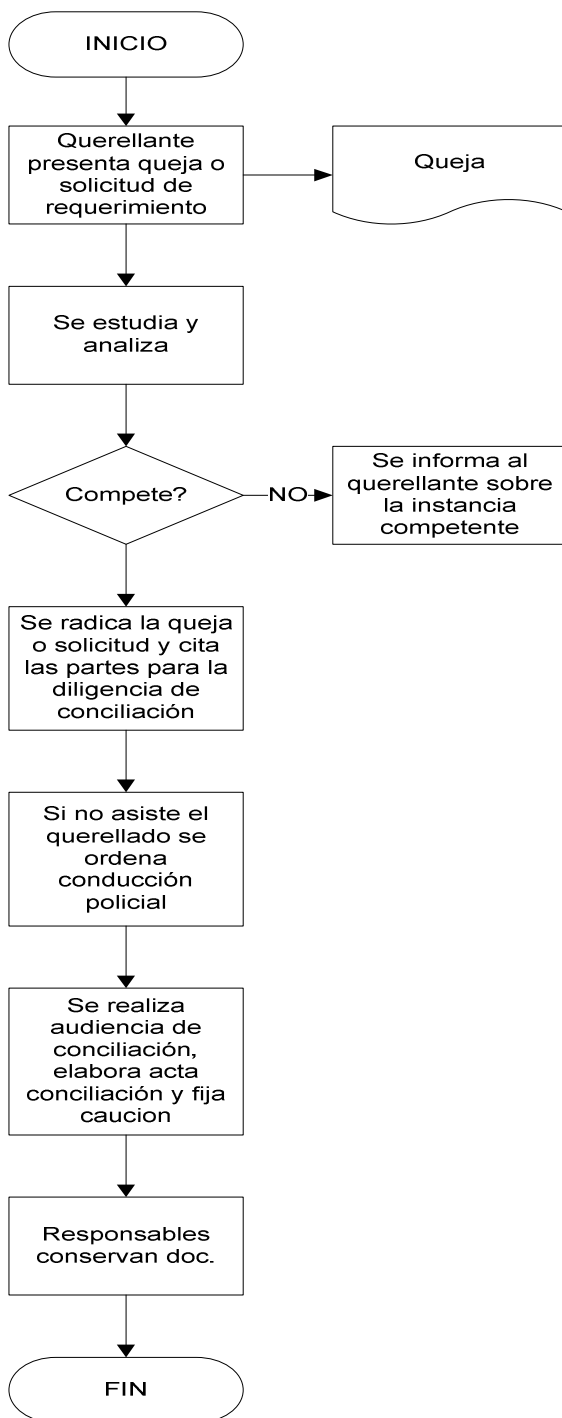 INICIO
Querellante
presenta queja o
solicitud de
requerimiento
Queja
Se estudia y
analiza
Compete?
NO
Se informa al
querellante sobre
la instancia
competente
Se radica la queja
o solicitud y cita
las partes para la
diligencia de
conciliación
Si no asiste el
querellado se
ordena
conducción
policial
Se realiza
audiencia de
conciliación,
elabora acta
conciliación y fija
caucion
Responsables
conservan doc.
FIN